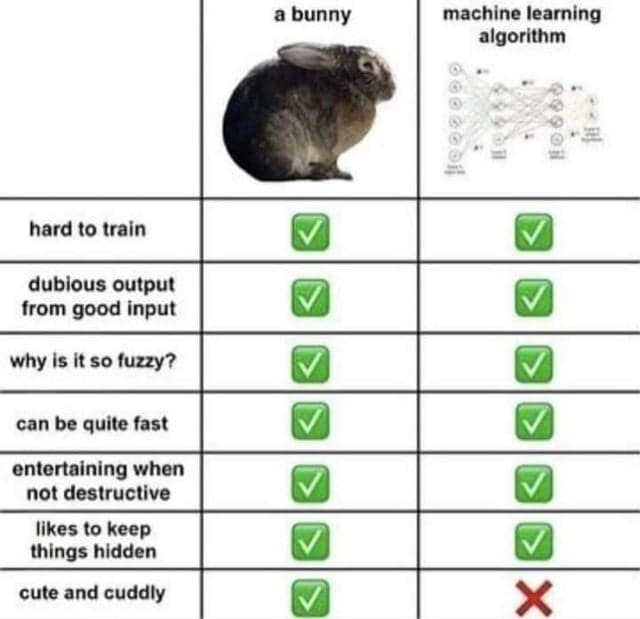 a bunny
machine learning
algorithm
hard to train
dubious output
from good input
why is it so fuzzy?
can be quite fast
entertaining when
not destructive
likes to keep
things hidden
cute and cuddly